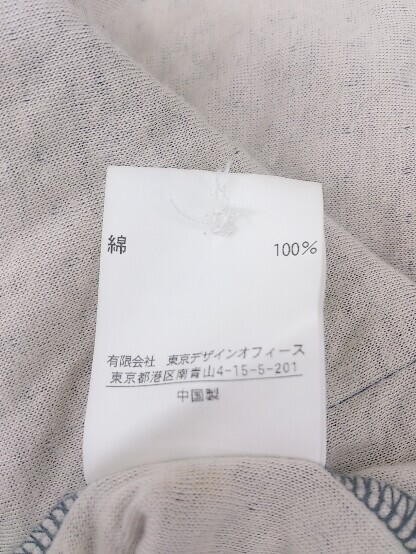 綿 100%
有限会社 東京デザインオフィース
東京都港区南青山4-15-5-201
中国製